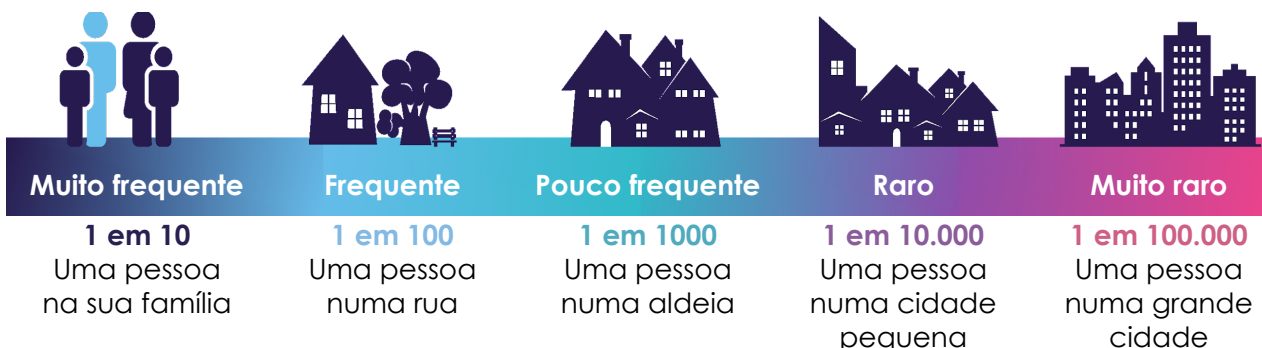 Muito frequente
1 em 10
Uma pessoa
na sua família
Frequente
1 em 100
Uma pessoa
numa rua
Pouco frequente
1 em 1000
Uma pessoa
numa aldeia
Raro
1 em 10.000
Uma pessoa
numa cidade
pequena
Muito raro
1 em 100.000
Uma pessoa
numa grande
cidade